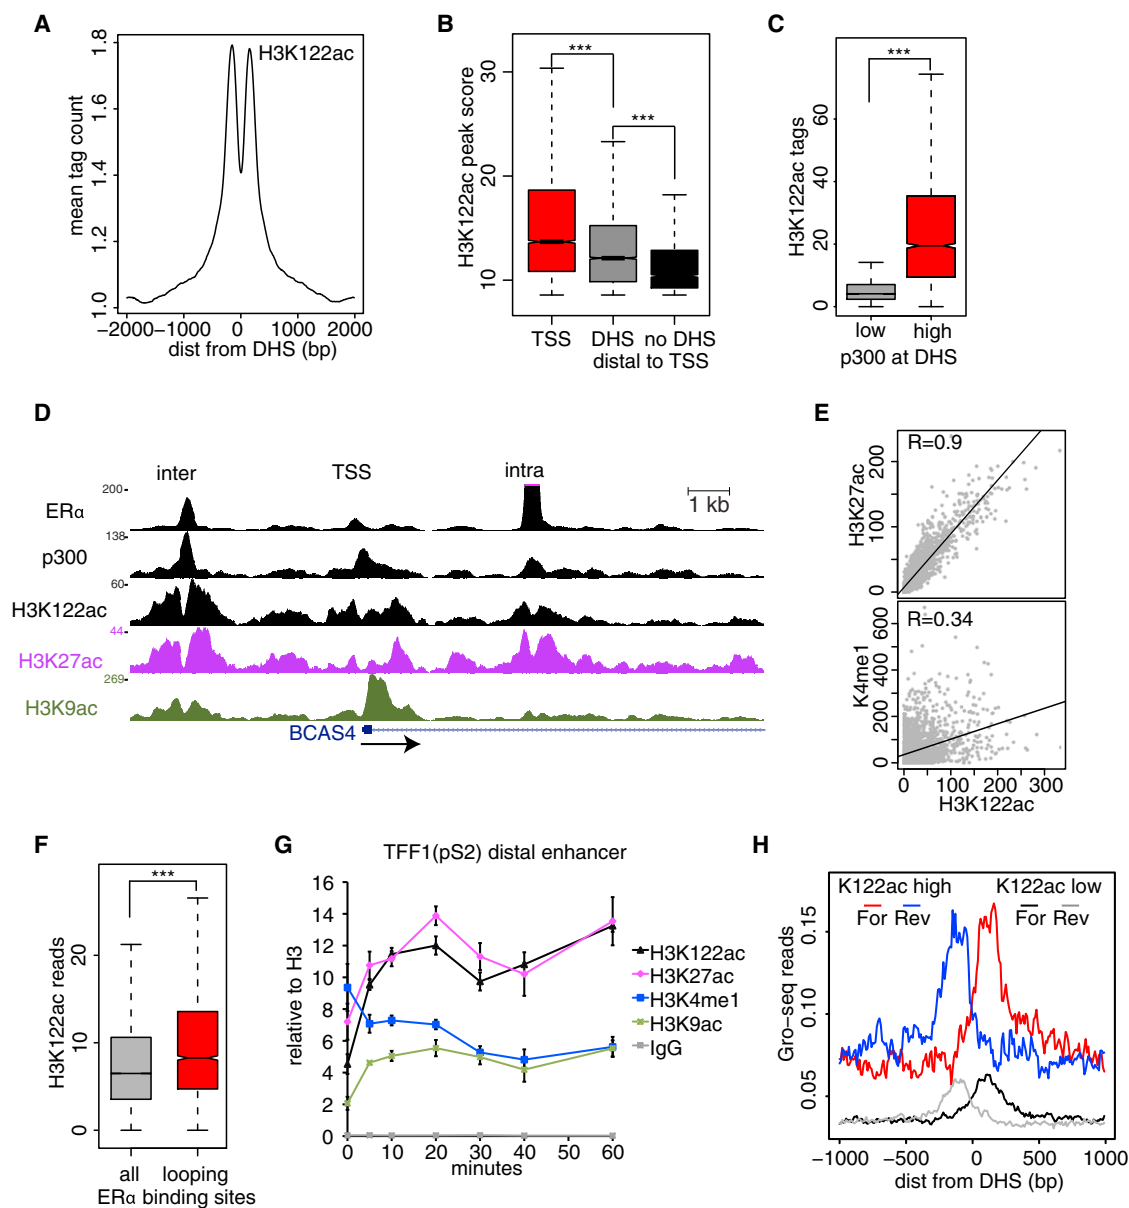 A
H3K122ac
mean tag count
1.0 1.2 1.4 1.6 1.8
−2000 −1000 0 1000 2000
dist from DHS (bp)
B
***
***
H3K122ac peak score
10 20 30
TSS DHS no DHS
distal to TSS
C
***
H3K122ac tags
0 20 40 60
low high
p300 at DHS
D
inter TSS intra
1 kb
200
ERα
138
p300
60
H3K122ac
44
H3K27ac
269
H3K9ac
BCAS4
E
R=0.9
H3K27ac
0 100 200
R=0.34
K4me1
0 200 400 600
0 100 200 300
H3K122ac
F
***
H3K122ac reads
0 10 20
all looping
ERα binding sites
G
TFF1(pS2) distal enhancer
relative to H3
16
14
12
10
8
6
4
2
0
0 10 20 30 40 50 60
minutes
H3K122ac
H3K27ac
H3K4me1
H3K9ac
IgG
H
K122ac high K122ac low
For Rev For Rev
Gro−seq reads
0.05 0.10 0.15
−1000 −500 0 500 1000
dist from DHS (bp)